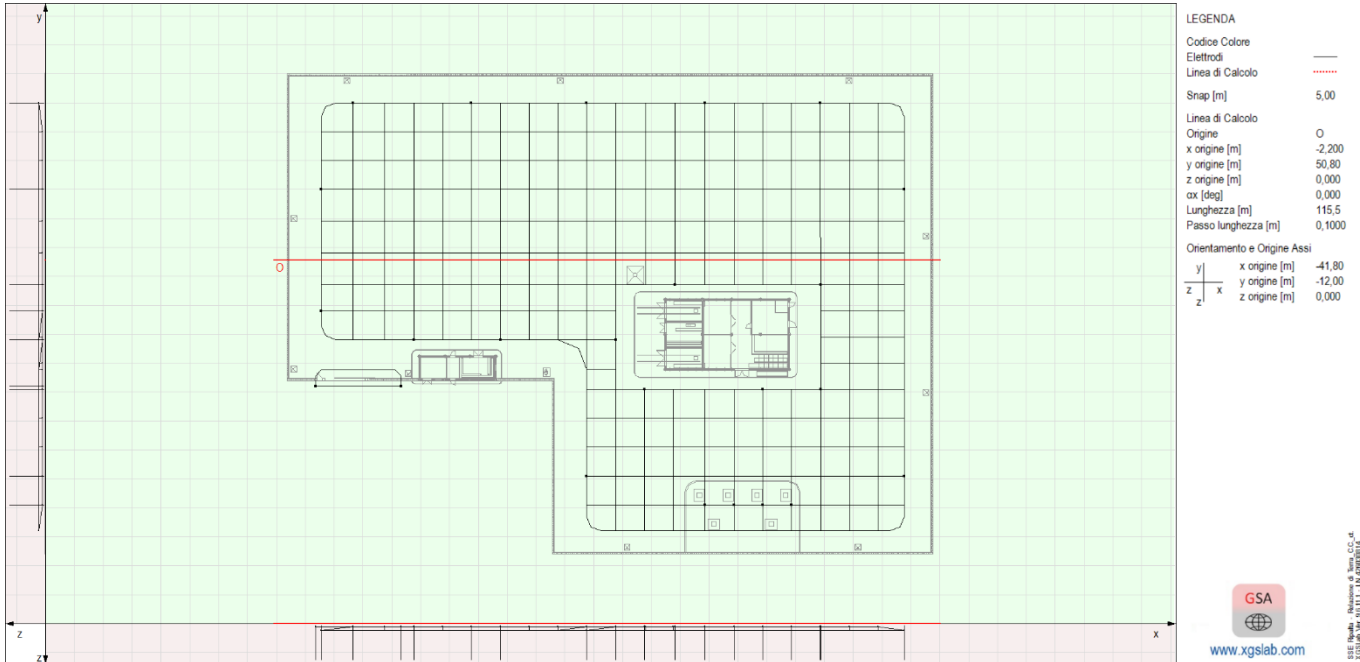 y
O
z
x
z
LEGENDA
Codice Colore
Elettrodi
Linea di Calcolo
Snap [m] 5,00
Linea di Calcolo
Origine O
x origine [m] -2,200
y origine [m] 50,80
z origine [m] 0,000
αx [deg] 0,000
Lunghezza [m] 115,5
Passo lunghezza [m] 0,1000
Orientamento e Origine Assi
y x origine [m] -41,80
z x y origine [m] -12,00
z z origine [m] 0,000
GSA
www.xgslab.com